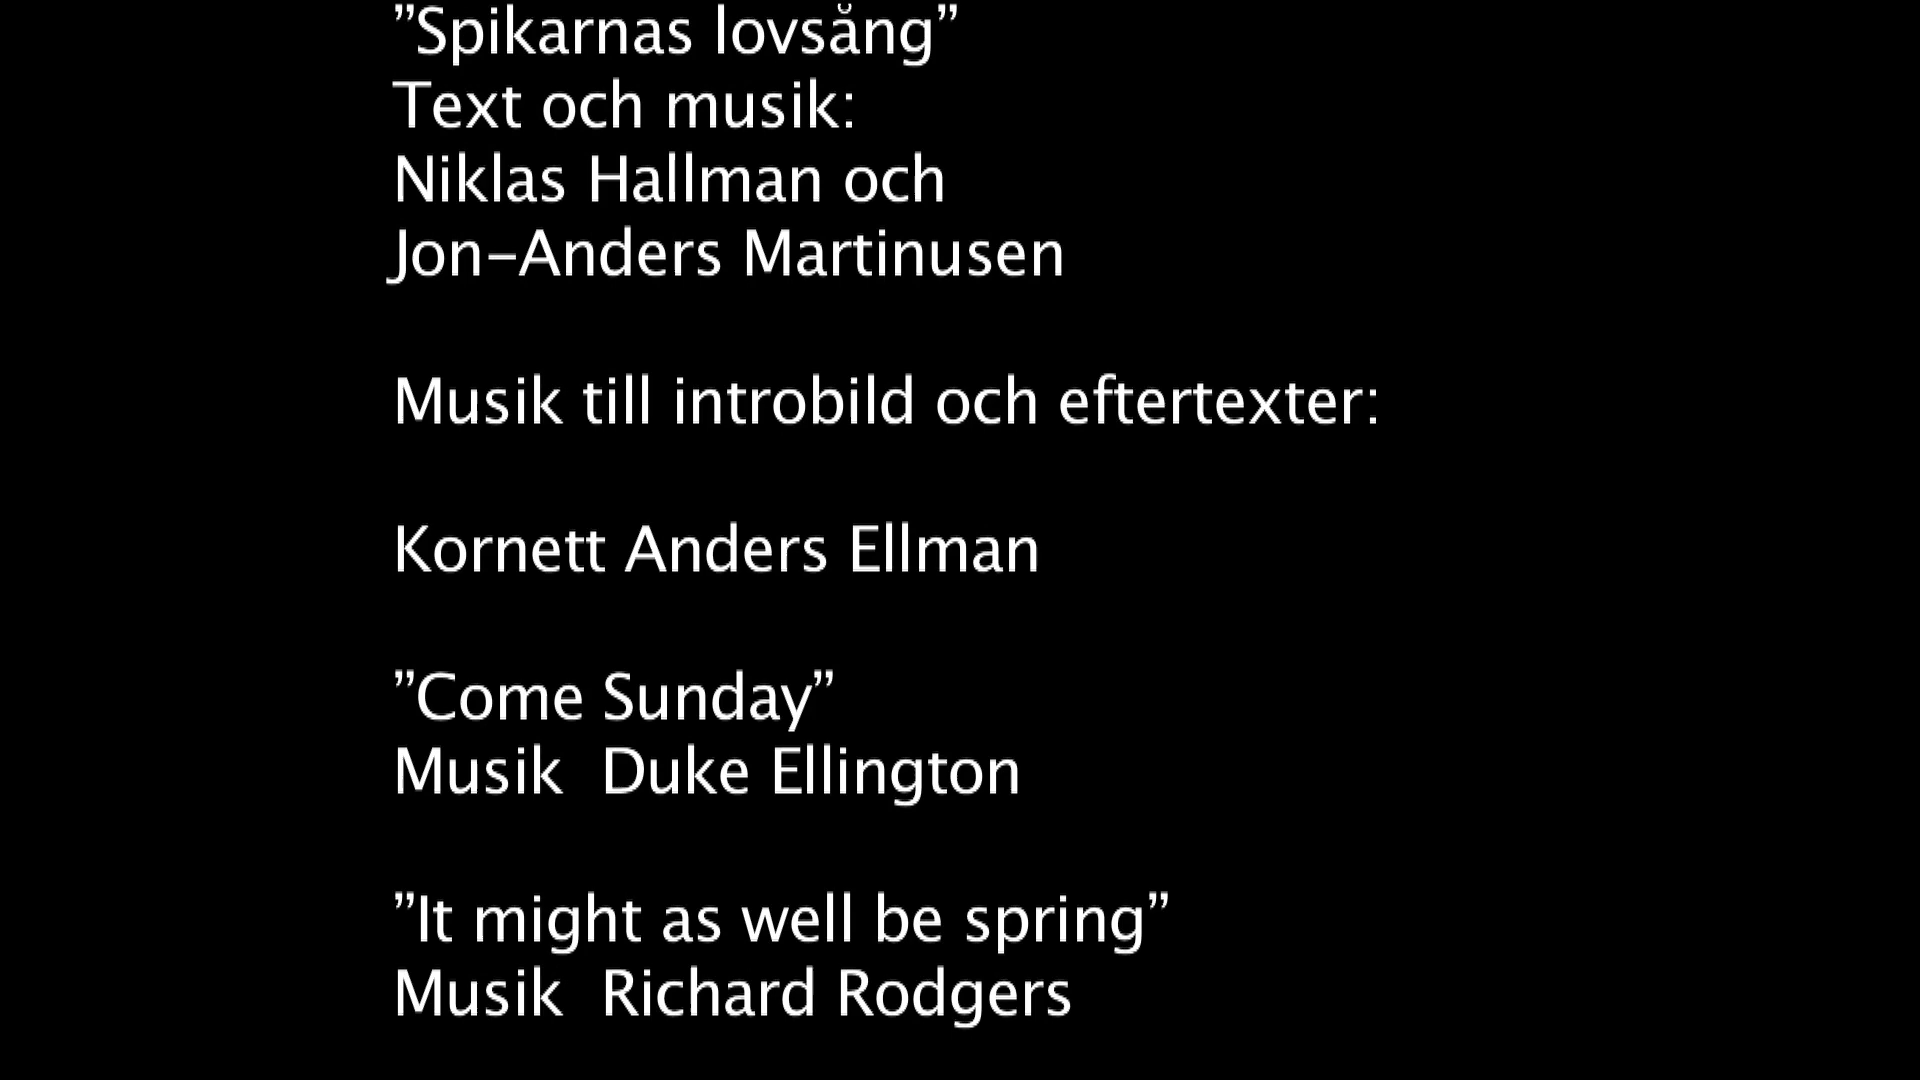 ”Spikarnas lovsång”
Text och musik:
Niklas Hallman och
Jon-Anders Martinusen
Musik till introbild och eftertexter:
Kornett Anders Ellman
”Come Sunday”
Musik  Duke Ellington
”It might as well be spring”
Musik  Richard Rodgers